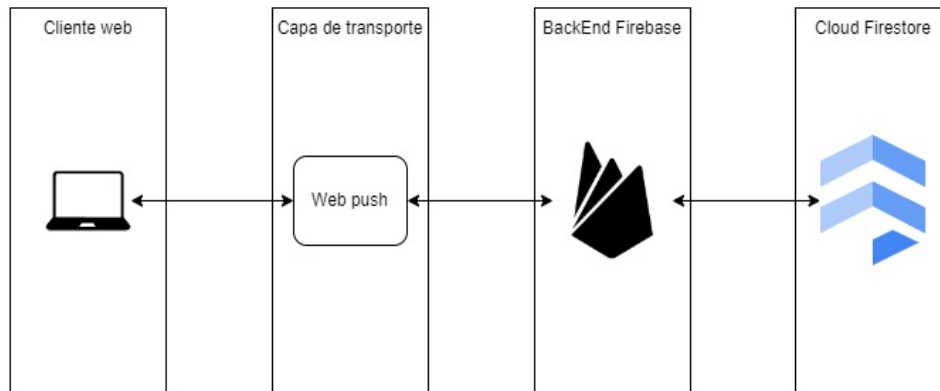 Cliente web
Capa de transporte
BackEnd Firebase
Cloud Firestore
Web push